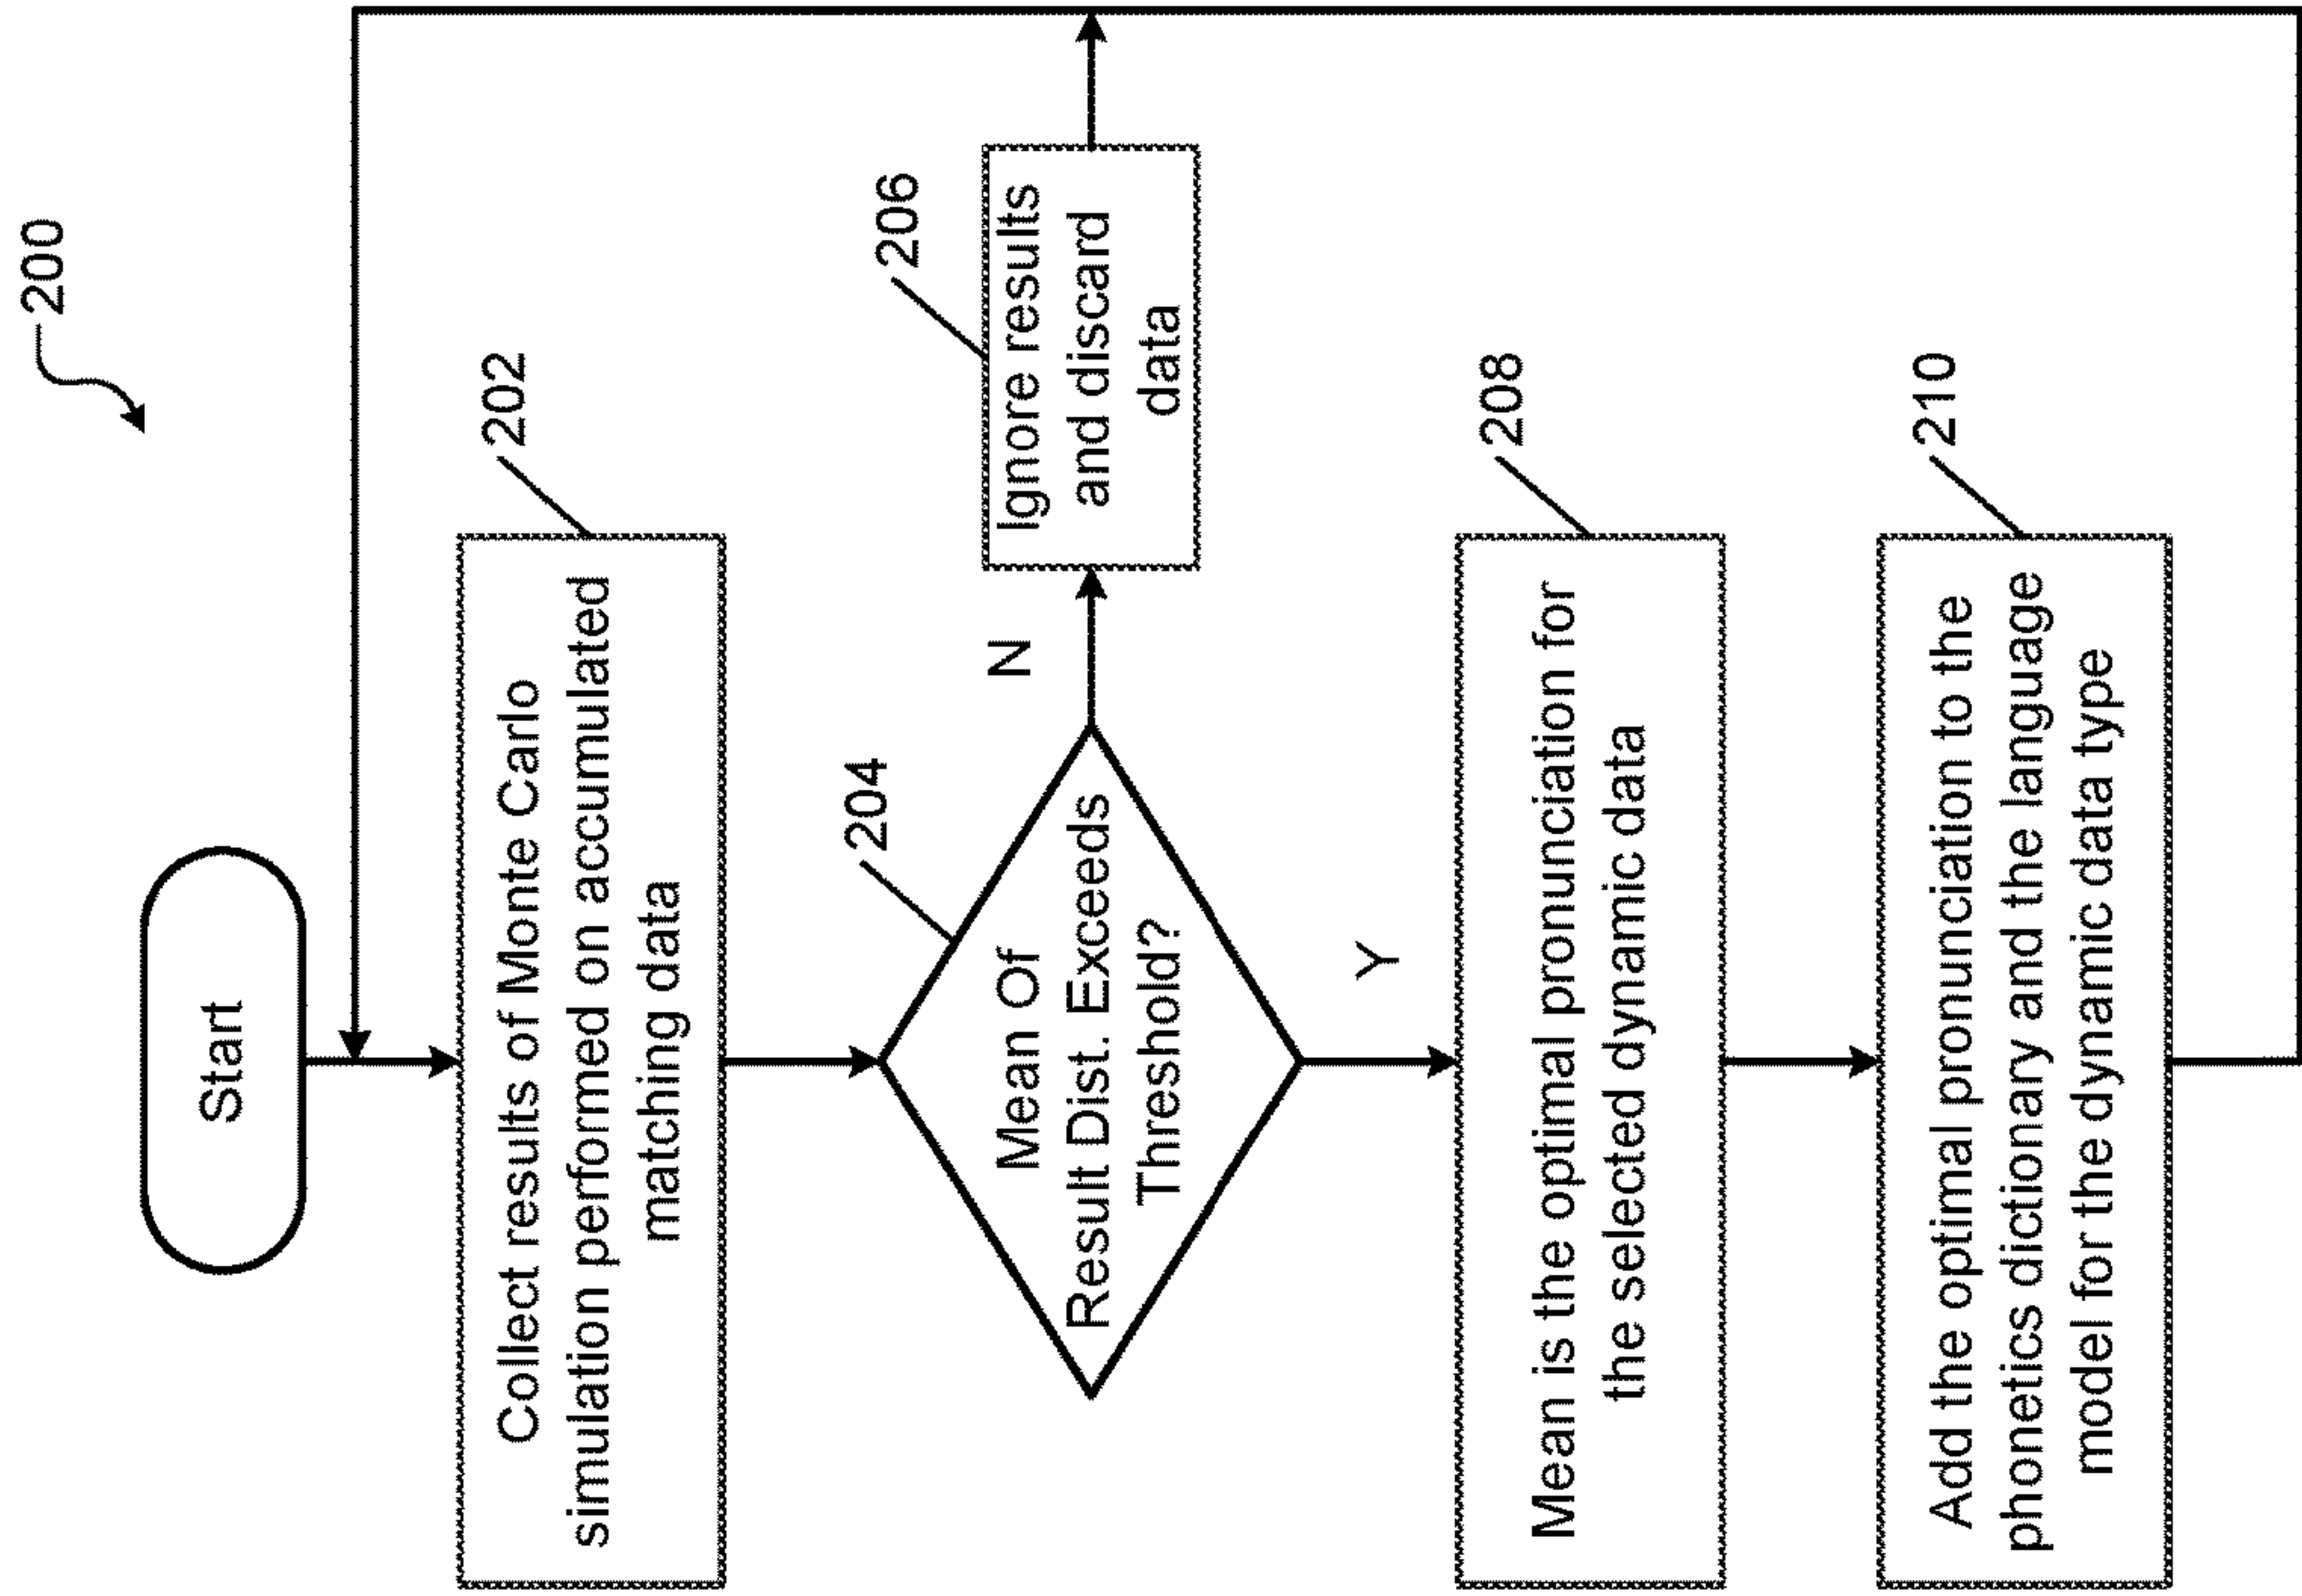 200
Start
202
Collect results of Monte Carlo
simulation performed on accumulated
matching data
204
Mean Of
Result Dist. Exceeds
Threshold?
N
206
Ignore results
and discard
data
Y
208
Mean is the optimal pronunciation for
the selected dynamic data
210
Add the optimal pronunciation to the
phonetics dictionary and the language
model for the dynamic data type